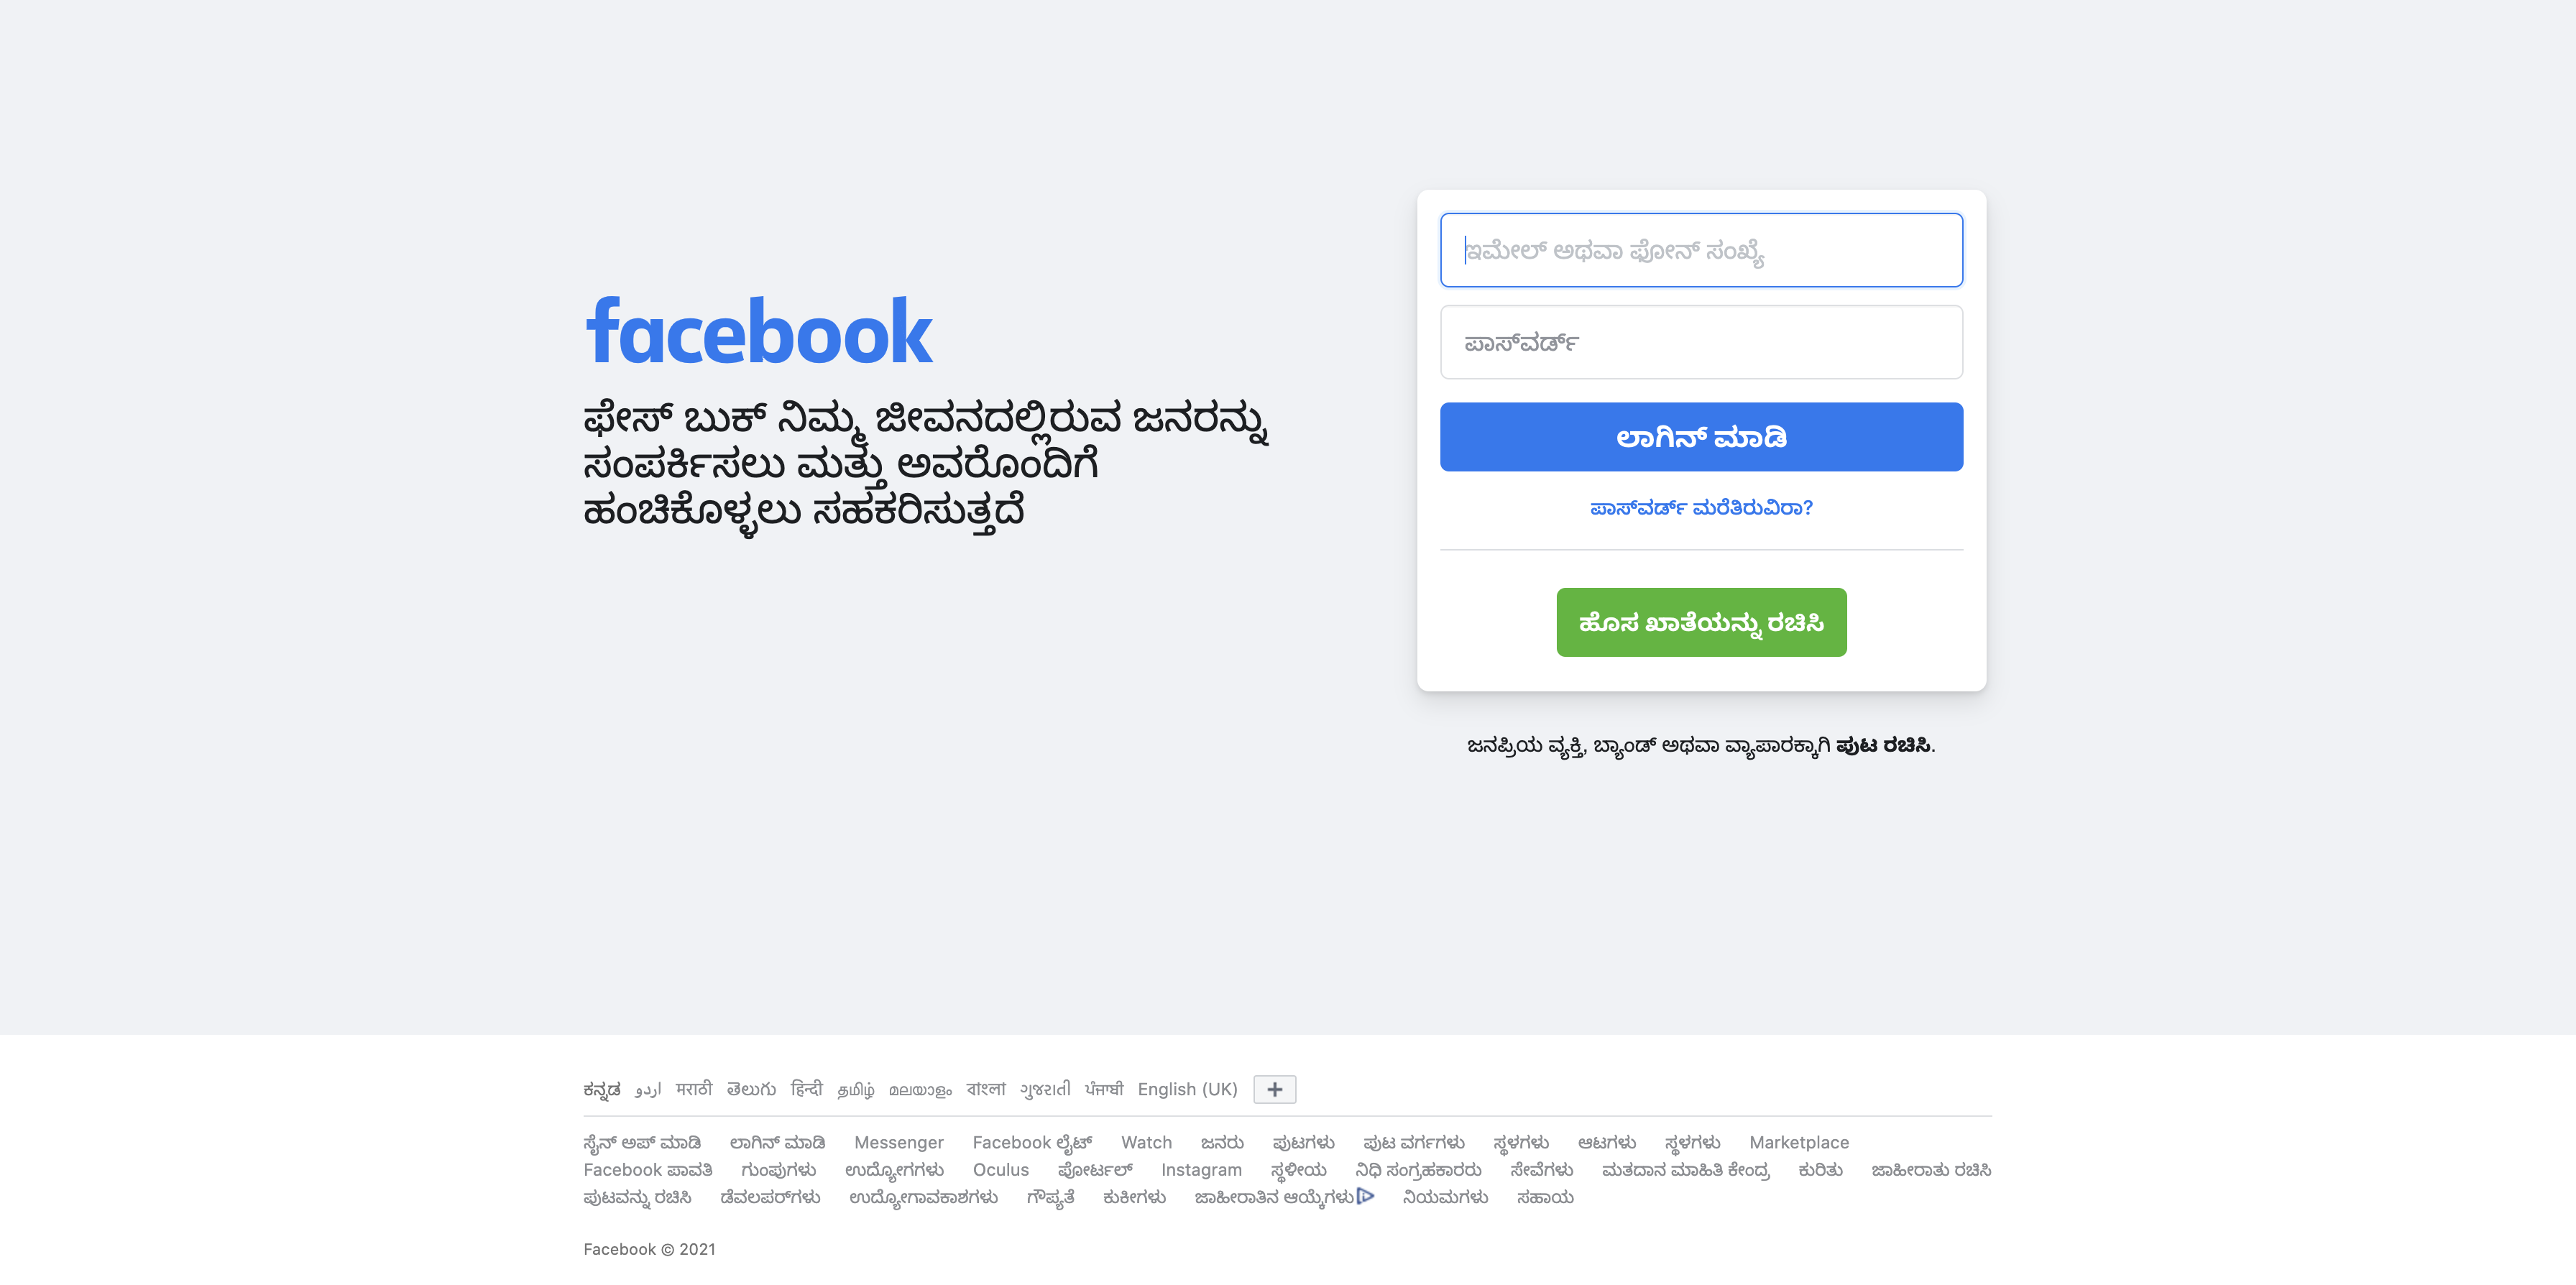 facebook
ಫೇಸ್ ಬುಕ್ ನಿಮ್ಮ ಜೀವನದಲ್ಲಿರುವ ಜನರನ್ನು
ಸಂಪರ್ಕಿಸಲು ಮತ್ತು ಅವರೊಂದಿಗೆ
ಹಂಚಿಕೊಳ್ಳಲು ಸಹಕರಿಸುತ್ತದೆ
ಇಮೇಲ್ ಅಥವಾ ಫೋನ್ ಸಂಖ್ಯೆ
ಪಾಸ್‌ವರ್ಡ್
ಲಾಗಿನ್ ಮಾಡಿ
ಪಾಸ್‌ವರ್ಡ್ ಮರೆತಿರುವಿರಾ?
ಹೊಸ ಖಾತೆಯನ್ನು ರಚಿಸಿ
ಜನಪ್ರಿಯ ವ್ಯಕ್ತಿ, ಬ್ಯಾಂಡ್ ಅಥವಾ ವ್ಯಾಪಾರಕ್ಕಾಗಿ ಪುಟ ರಚಿಸಿ.
ಕನ್ನಡ اردو मराठी తెలుగు हिन्दी தமிழ் മലയാളം বাংলা ગુજરાતી ਪੰਜਾਬੀ English (UK) +
ಸೈನ್ ಅಪ್ ಮಾಡಿ ಲಾಗಿನ್ ಮಾಡಿ Messenger Facebook ಲೈಟ್ Watch ಜನರು ಪುಟಗಳು ಪುಟ ವರ್ಗಗಳು ಸ್ಥಳಗಳು ಆಟಗಳು ಸ್ಥಳಗಳು Marketplace
Facebook ಪಾವತಿ ಗುಂಪುಗಳು ಉದ್ಯೋಗಗಳು Oculus ಪೋರ್ಟಲ್ Instagram ಸ್ಥಳೀಯ ನಿಧಿ ಸಂಗ್ರಹಕಾರರು ಸೇವೆಗಳು ಮತದಾನ ಮಾಹಿತಿ ಕೇಂದ್ರ ಕುರಿತು ಜಾಹೀರಾತು ರಚಿಸಿ
ಪುಟವನ್ನು ರಚಿಸಿ ಡೆವಲಪರ್‌ಗಳು ಉದ್ಯೋಗಾವಕಾಶಗಳು ಗೌಪ್ಯತೆ ಕುಕೀಗಳು ಜಾಹೀರಾತಿನ ಆಯ್ಕೆಗಳು ನಿಯಮಗಳು ಸಹಾಯ
Facebook © 2021